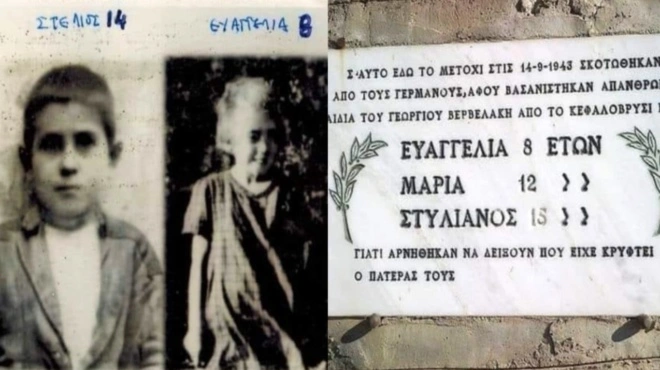 ΣΤΕΛΙΟΣ 14
ΕΥΑΓΓΕΛΙΑ 8
Σ'ΑΥΤΟ ΕΔΩ ΤΟ ΜΕΤΟΧΙ ΣΤΙΣ 14-9-1943 ΣΚΟΤΩΘΗΚΑΝ
ΑΠΟ ΤΟΥΣ ΓΕΡΜΑΝΟΥΣ,ΑΦΟΥ ΒΑΣΑΝΙΣΤΗΚΑΝ ΑΠΑΝΘΡΩ
ΑΙΔΙΑ ΤΟΥ ΓΕΩΡΓΙΟΥ ΒΕΡΒΕΛΑΚΗ ΑΠΟ ΤΟ ΚΕΦΑΛΟΒΡΥΣΙ
ΕΥΑΓΓΕΛΙΑ 8 ΕΤΩΝ
ΜΑΡΙΑ 12 〉〉
ΣΤΥΛΙΑΝΟΣ 15 〉〉
ΓΙΑΤΙ ΑΡΝΗΘΗΚΑΝ ΝΑ ΔΕΙΞΟΥΝ ΠΟΥ ΕΙΧΕ ΚΡΥΦΤΕΙ
Ο ΠΑΤΕΡΑΣ ΤΟΥΣ